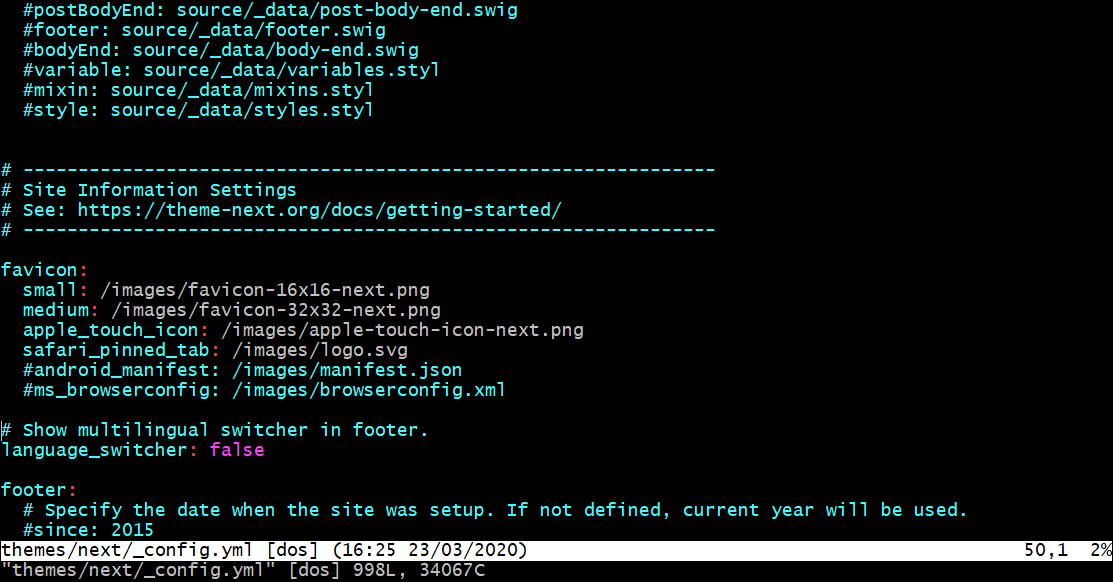 #postBodyEnd: source/_data/post-body-end.swig
  #footer: source/_data/footer.swig
  #bodyEnd: source/_data/body-end.swig
  #variable: source/_data/variables.styl
  #mixin: source/_data/mixins.styl
  #style: source/_data/styles.styl
# ---------------------------------------------------------------
# Site Information Settings
# See: https://theme-next.org/docs/getting-started/
# ---------------------------------------------------------------
favicon:
  small: /images/favicon-16x16-next.png
  medium: /images/favicon-32x32-next.png
  apple_touch_icon: /images/apple-touch-icon-next.png
  safari_pinned_tab: /images/logo.svg
  #android_manifest: /images/manifest.json
  #ms_browserconfig: /images/browserconfig.xml
# Show multilingual switcher in footer.
language_switcher: false
footer:
  # Specify the date when the site was setup. If not defined, current year will be used.
  #since: 2015
themes/next/_config.yml [dos] (16:25 23/03/2020) 50,1 2%
"themes/next/_config.yml" [dos] 998L, 34067C